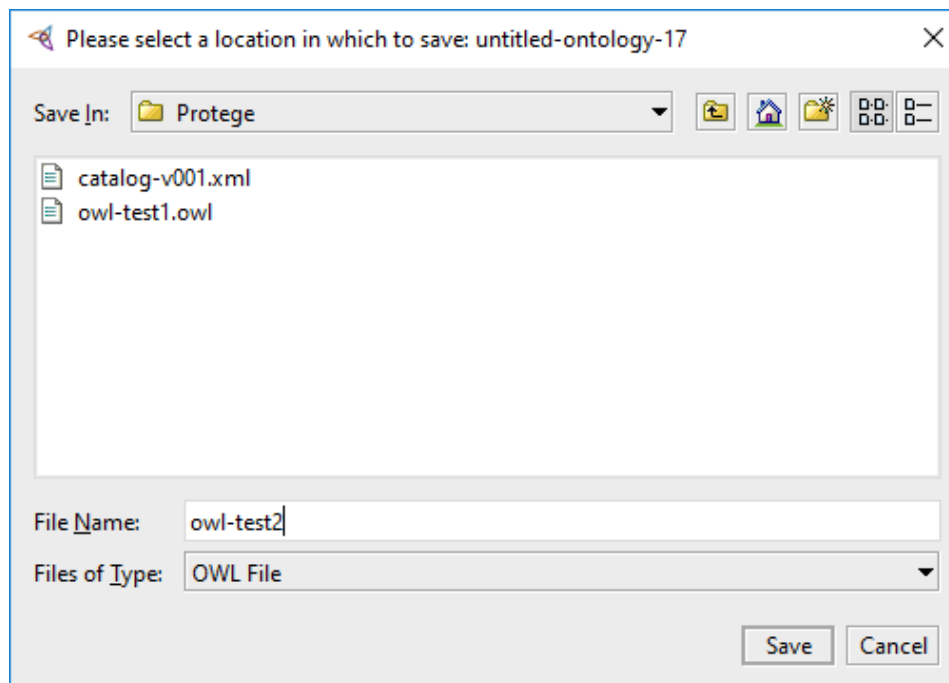 Please select a location in which to save: untitled-ontology-17
Save In: Protege
catalog-v001.xml
owl-test1.owl
File Name: owl-test2
Files of Type: OWL File
Save Cancel